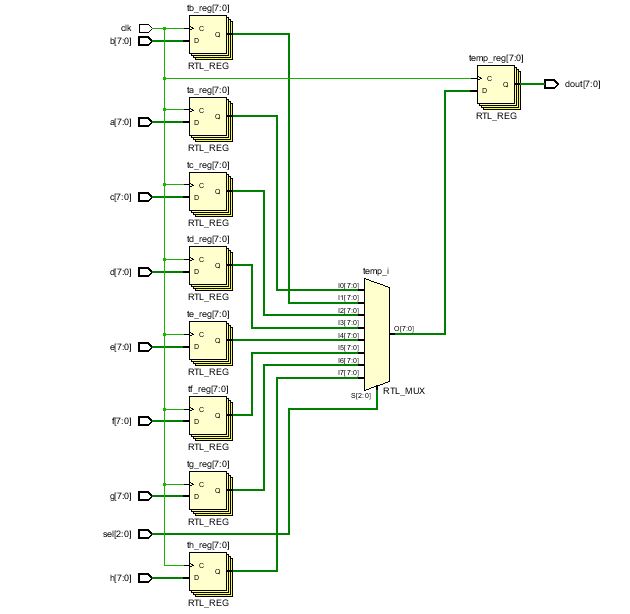 tb_reg[7:0]
clk
C
Q
b[7:0]
D
RTL_REG
temp_reg[7:0]
C
Q
dout[7:0]
D
RTL_REG
ta_reg[7:0]
C
Q
a[7:0]
D
RTL_REG
tc_reg[7:0]
C
Q
c[7:0]
D
RTL_REG
td_reg[7:0]
C
Q
d[7:0]
D
RTL_REG
temp_i
I0[7:0]
I1[7:0]
I2[7:0]
I3[7:0]
I4[7:0]
I5[7:0]
I6[7:0]
I7[7:0]
O[7:0]
S[2:0]
RTL_MUX
te_reg[7:0]
C
Q
e[7:0]
D
RTL_REG
tf_reg[7:0]
C
Q
f[7:0]
D
RTL_REG
tg_reg[7:0]
C
Q
g[7:0]
D
RTL_REG
sel[2:0]
th_reg[7:0]
C
Q
h[7:0]
D
RTL_REG